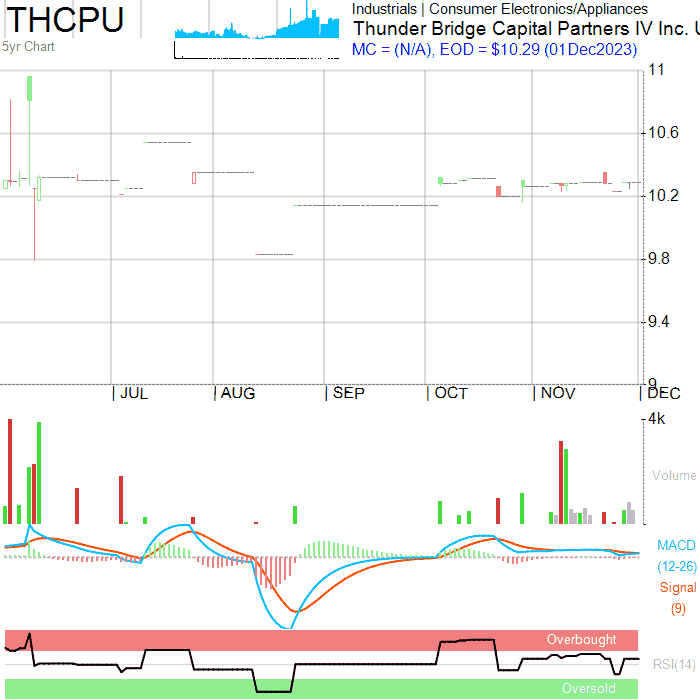 THCPU
5yr Chart
Industrials | Consumer Electronics/Appliances
Thunder Bridge Capital Partners IV Inc. U
MC = (N/A), EOD = $10.29 (01Dec2023)
11
10.6
10.2
9.8
9.4
9
JUL AUG SEP OCT NOV DEC
4k
Volume
MACD
(12-26)
Signal
(9)
Overbought
RSI(14)
Oversold